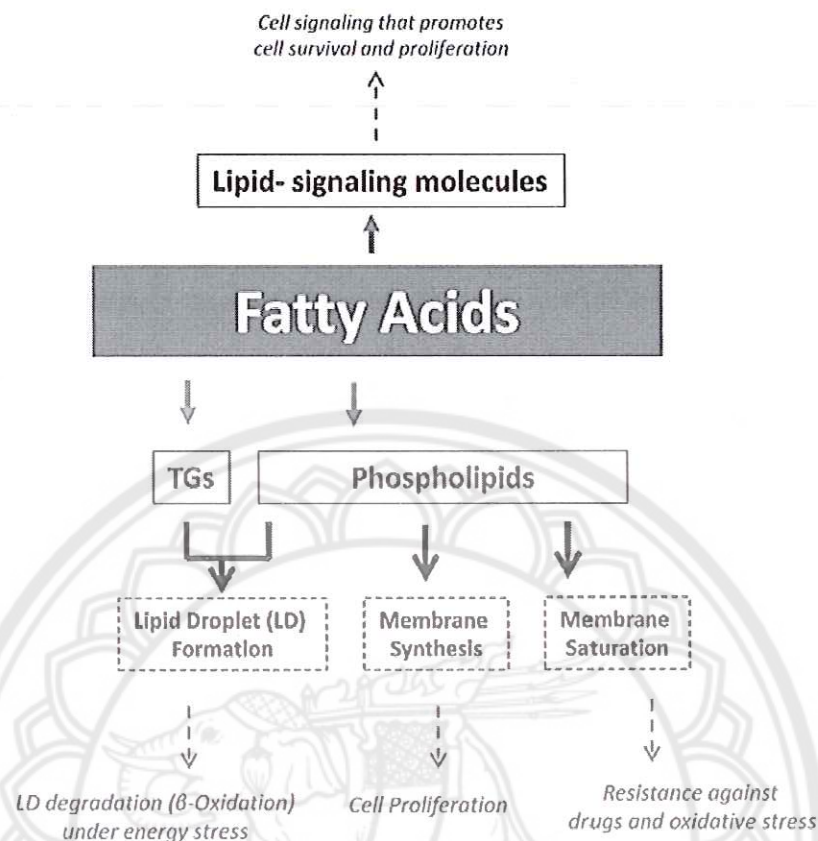 Cell signaling that promotes
cell survival and proliferation
Lipid- signaling molecules
Fatty Acids
TGs
Phospholipids
Lipid Droplet (LD)
Formation
Membrane
Synthesis
Membrane
Saturation
LD degradation (β-Oxidation)
under energy stress
Cell Proliferation
Resistance against
drugs and oxidative stress